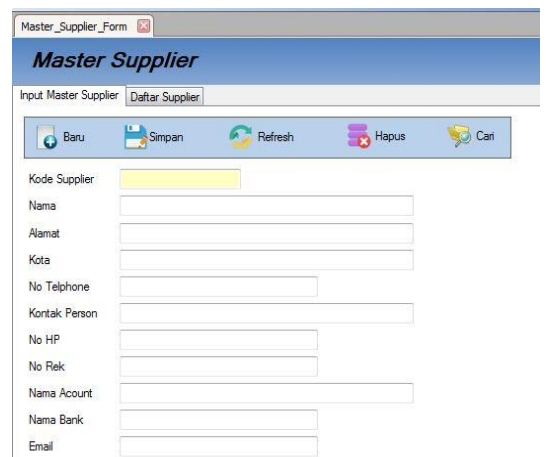 Master_Supplier_Form
Master Supplier
Input Master Supplier Daftar Supplier
Baru Simpan Refresh Hapus Cari
Kode Supplier
Nama
Alamat
Kota
No Telphone
Kontak Person
No HP
No Rek
Nama Acount
Nama Bank
Email